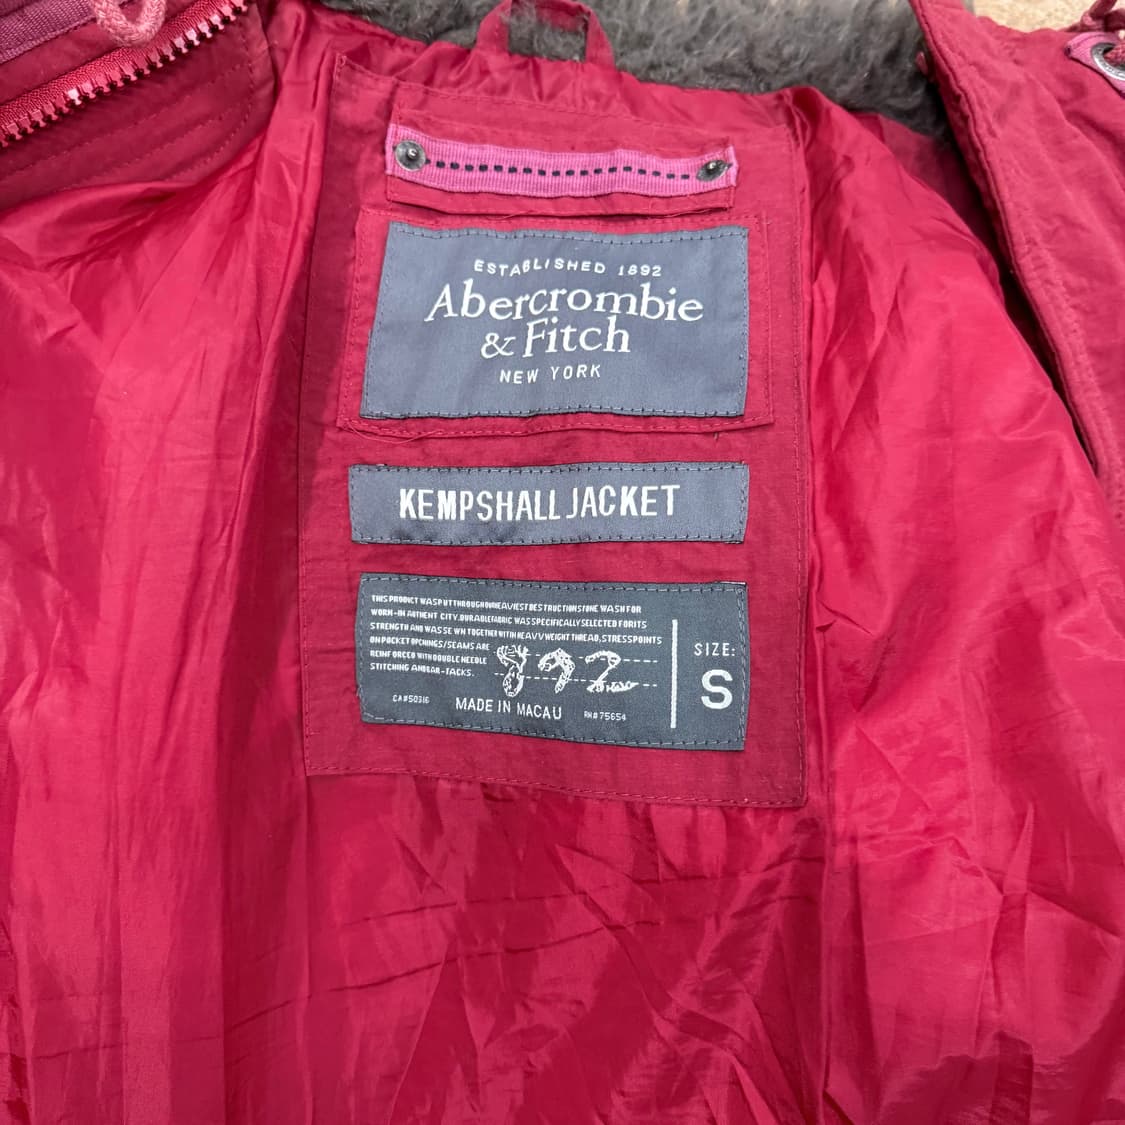 ESTABLISHED 1892
Abercrombie
& Fitch
NEW YORK
KEMPSHALL JACKET
THIS PRODUCT WAS PUT THROUGH OUR HEAVIEST DESTRUCTION STONE WASH FOR
WORN-IN AUTHENTICITY. DURABLE FABRIC WAS SPECIFICALLY SELECTED FOR ITS
STRENGTH AND WAS SEWN TOGETHER WITH HEAVY WEIGHT THREAD, STRESS POINTS
ON POCKET OPENINGS/SEAMS ARE
REINFORCED WITH DOUBLE NEEDLE
STITCHING AND BAR-TACKS.
892
CA#50316
MADE IN MACAU
RN#75654
SIZE:
S